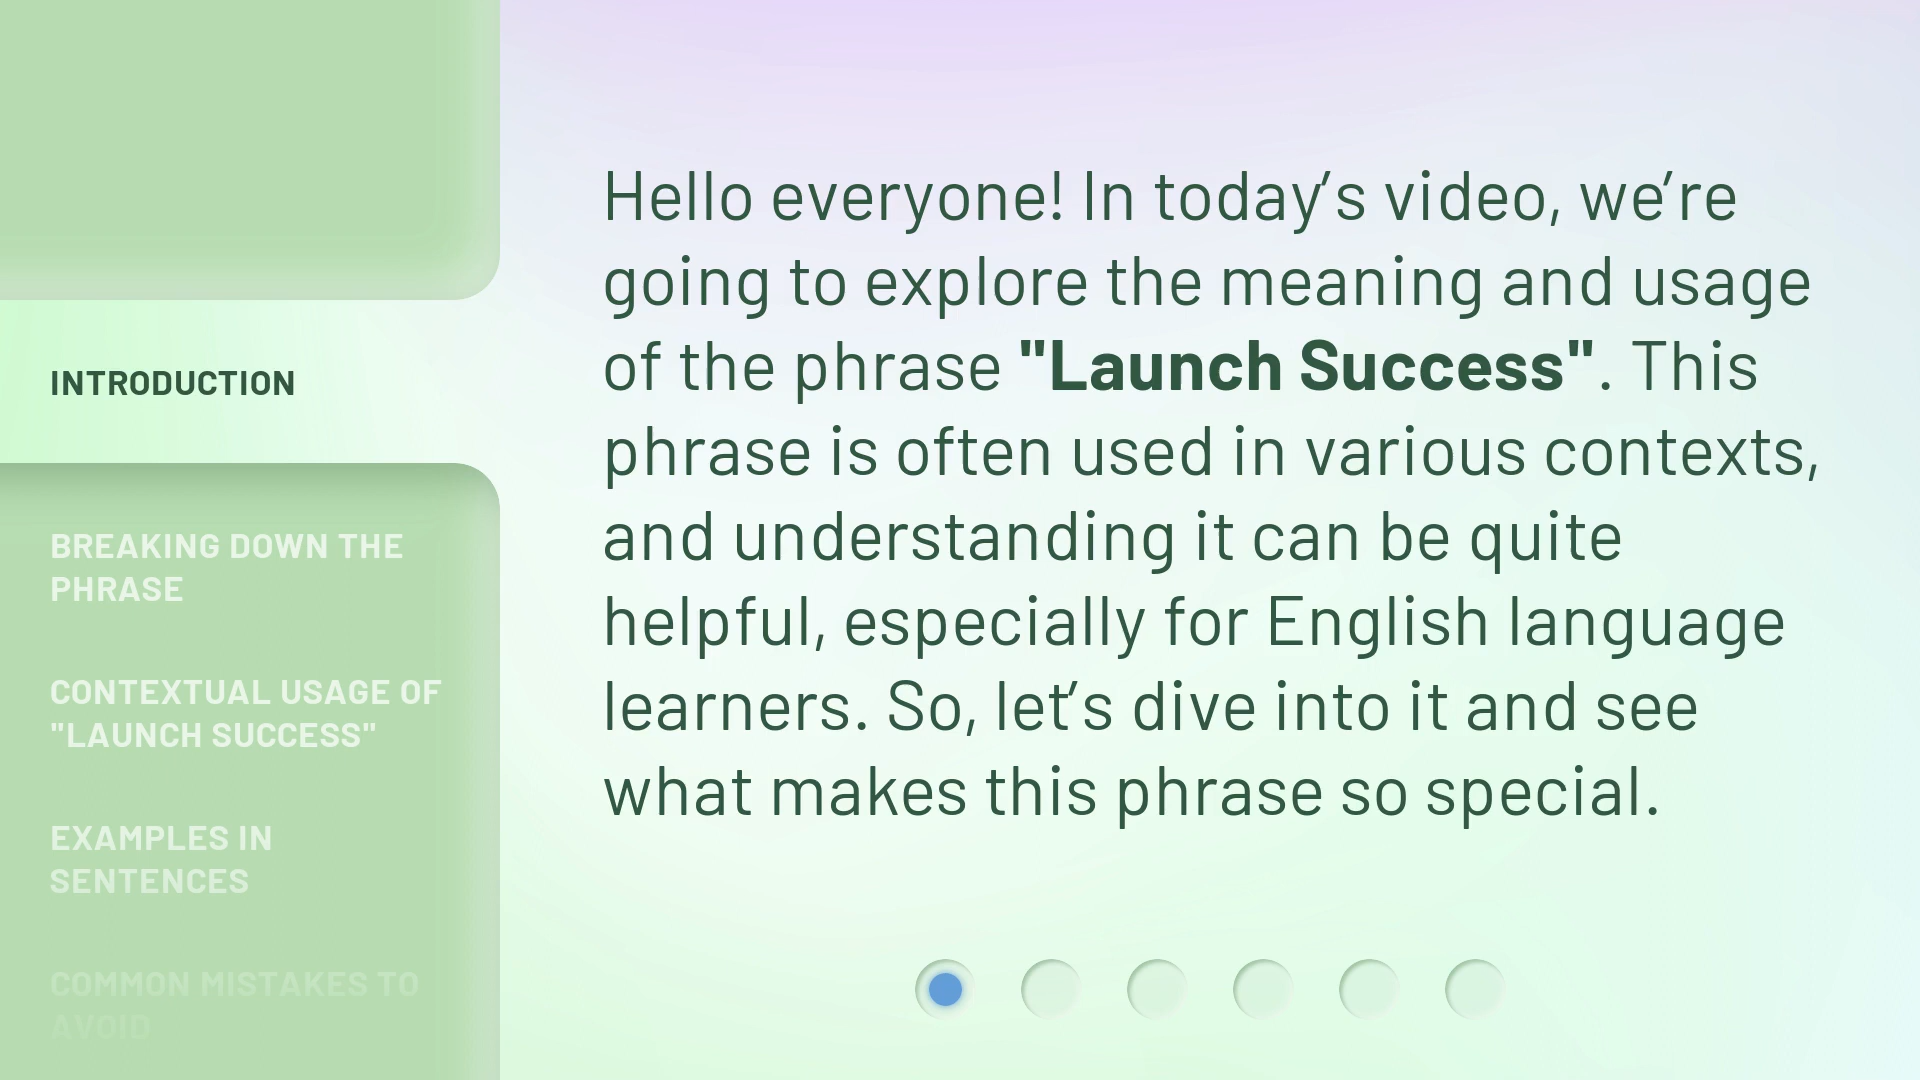 INTRODUCTION
BREAKING DOWN THE
PHRASE
CONTEXTUAL USAGE OF
"LAUNCH SUCCESS"
EXAMPLES IN
SENTENCES
COMMON MISTAKES TO
AVOID
Hello everyone! In today’s video, we’re
going to explore the meaning and usage
of the phrase "Launch Success". This
phrase is often used in various contexts,
and understanding it can be quite
helpful, especially for English language
learners. So, let’s dive into it and see
what makes this phrase so special.